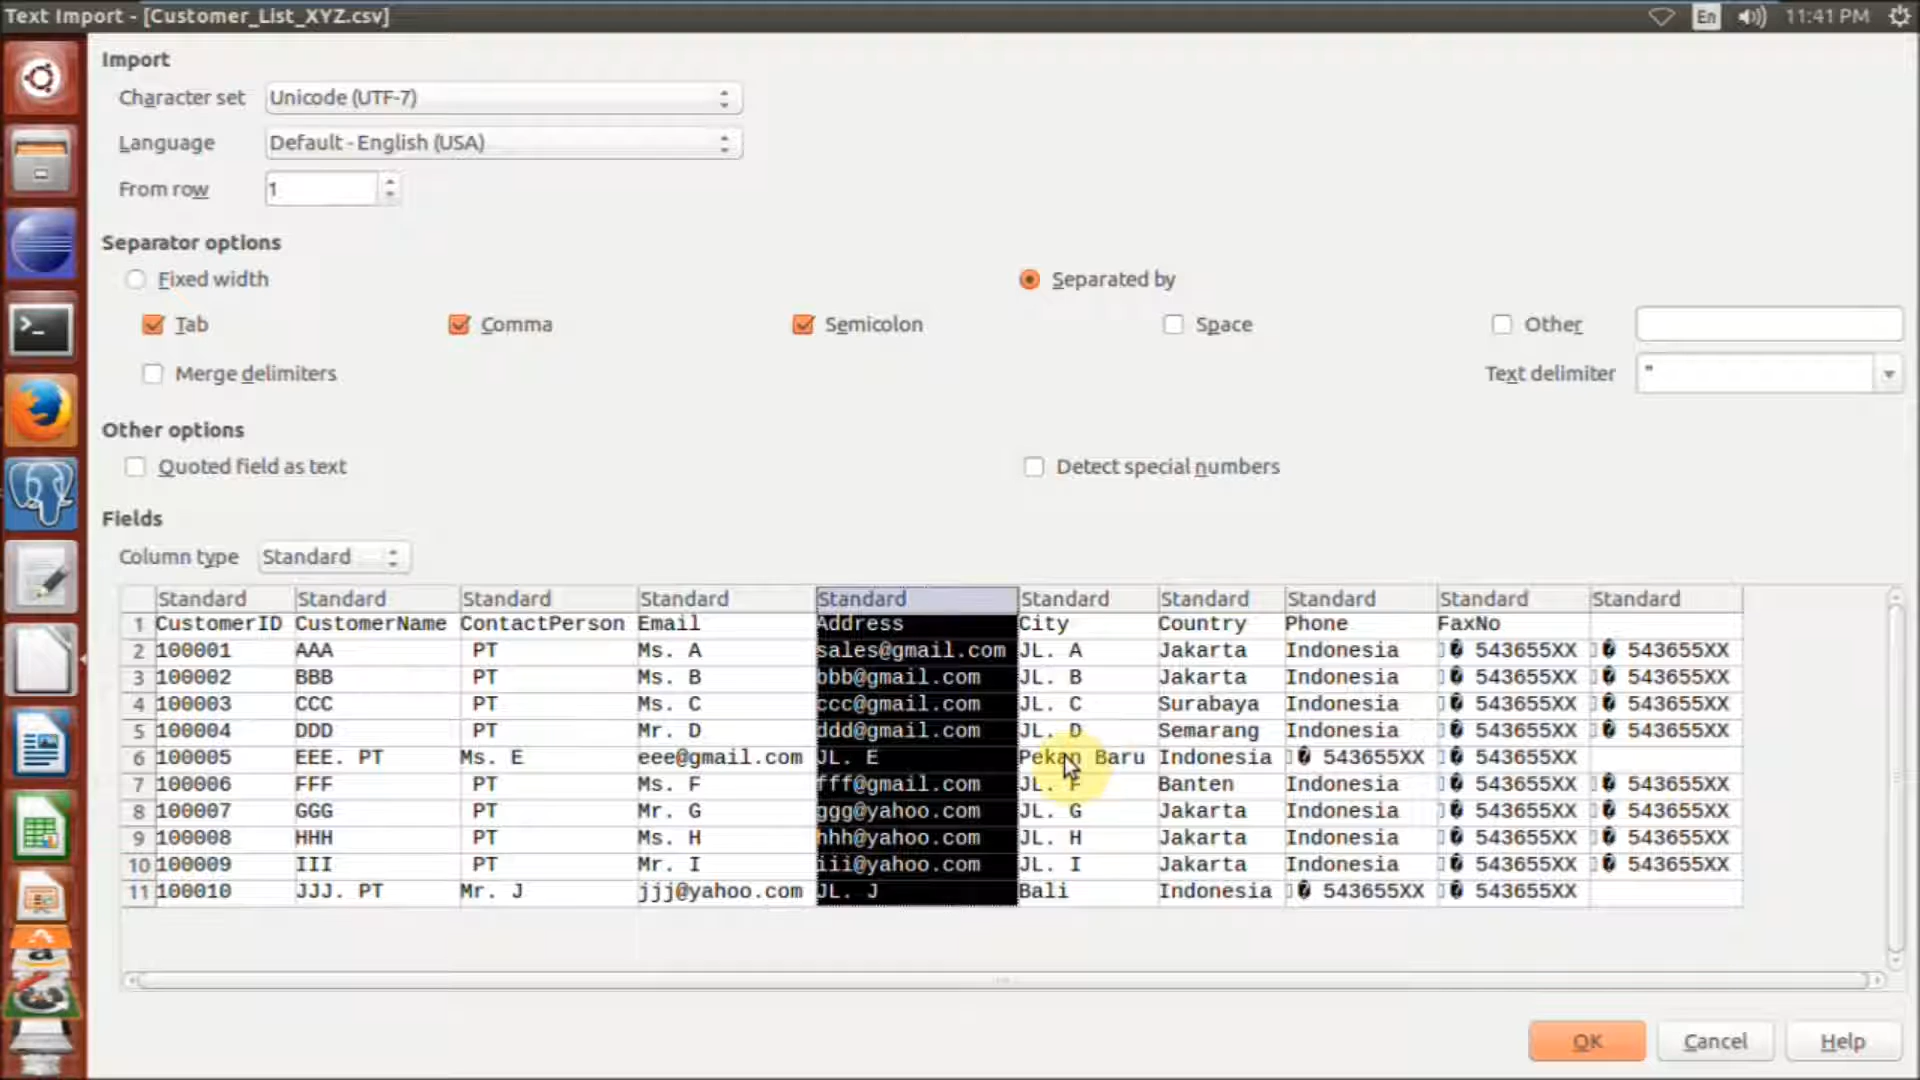 Text Import - [Customer_List_XYZ.csv]
En 11:41 PM
Import
Character set Unicode (UTF-7)
Language Default - English (USA)
From row 1
Separator options
Fixed width Separated by
Tab Comma Semicolon Space Other
Merge delimiters Text delimiter "
Other options
Quoted field as text Detect special numbers
Fields
Column type Standard
Standard Standard Standard Standard Standard Standard Standard Standard Standard Standard
1 CustomerID CustomerName ContactPerson Email Address City Country Phone FaxNo
2 100001 AAA PT Ms. A sales@gmail.com JL. A Jakarta Indonesia � 543655XX � 543655XX
3 100002 BBB PT Ms. B bbb@gmail.com JL. B Jakarta Indonesia � 543655XX � 543655XX
4 100003 CCC PT Ms. C ccc@gmail.com JL. C Surabaya Indonesia � 543655XX � 543655XX
5 100004 DDD PT Mr. D ddd@gmail.com JL. D Semarang Indonesia � 543655XX � 543655XX
6 100005 EEE. PT Ms. E eee@gmail.com JL. E Pekan Baru Indonesia � 543655XX � 543655XX
7 100006 FFF PT Ms. F fff@gmail.com JL. F Banten Indonesia � 543655XX � 543655XX
8 100007 GGG PT Mr. G ggg@yahoo.com JL. G Jakarta Indonesia � 543655XX � 543655XX
9 100008 HHH PT Ms. H hhh@yahoo.com JL. H Jakarta Indonesia � 543655XX � 543655XX
10 100009 III PT Mr. I iii@yahoo.com JL. I Jakarta Indonesia � 543655XX � 543655XX
11 100010 JJJ. PT Mr. J jjj@yahoo.com JL. J Bali Indonesia � 543655XX � 543655XX
OK Cancel Help